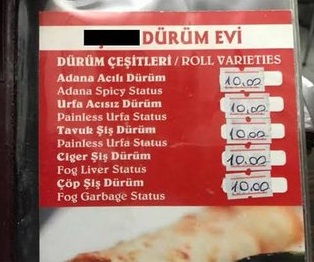 DÜRÜM EVİ
DÜRÜM ÇEŞİTLERİ / ROLL VARIETIES
Adana Acılı Dürüm 10,00
Adana Spicy Status
Urfa Acısız Dürüm 10,00
Painless Urfa Status
Tavuk Şiş Dürüm 10,00
Painless Urfa Status
Ciger Şiş Dürüm 10,00
Fog Liver Status
Çöp Şiş Dürüm 10,00
Fog Garbage Status